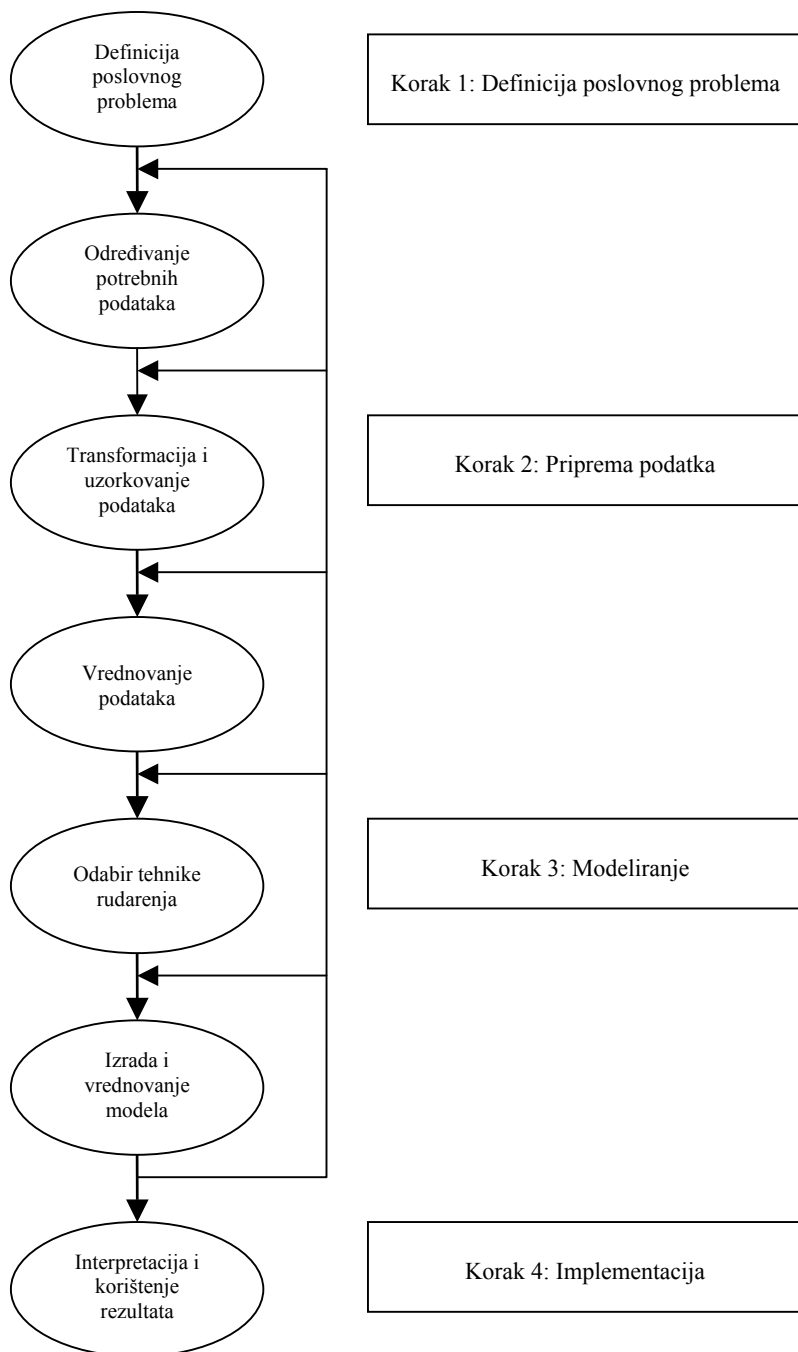 Definicija
poslovnog
problema
Korak 1: Definicija poslovnog problema
Određivanje
potrebnih
podataka
Transformacija i
uzorkovanje
podataka
Korak 2: Priprema podatka
Vrednovanje
podataka
Odabir tehnike
rudarenja
Korak 3: Modeliranje
Izrada i
vrednovanje
modela
Interpretacija i
korištenje
rezultata
Korak 4: Implementacija